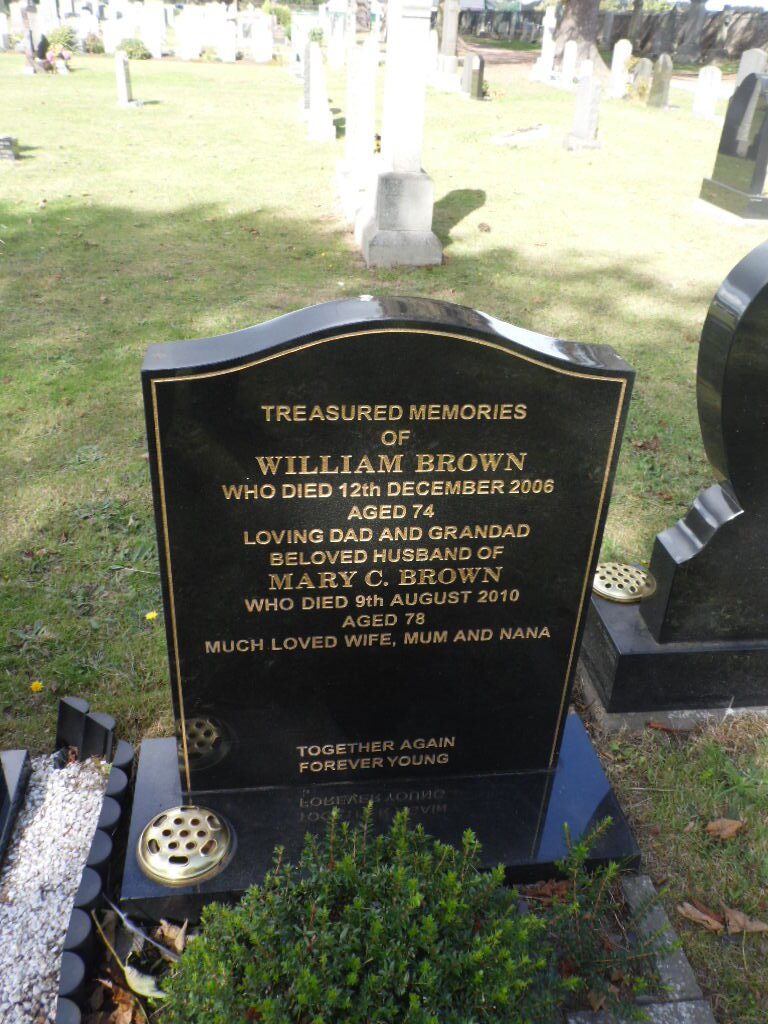 TREASURED MEMORIES
OF
WILLIAM BROWN
WHO DIED 12th DECEMBER 2006
AGED 74
LOVING DAD AND GRANDAD
BELOVED HUSBAND OF
MARY C. BROWN
WHO DIED 9th AUGUST 2010
AGED 78
MUCH LOVED WIFE, MUM AND NANA
TOGETHER AGAIN
FOREVER YOUNG